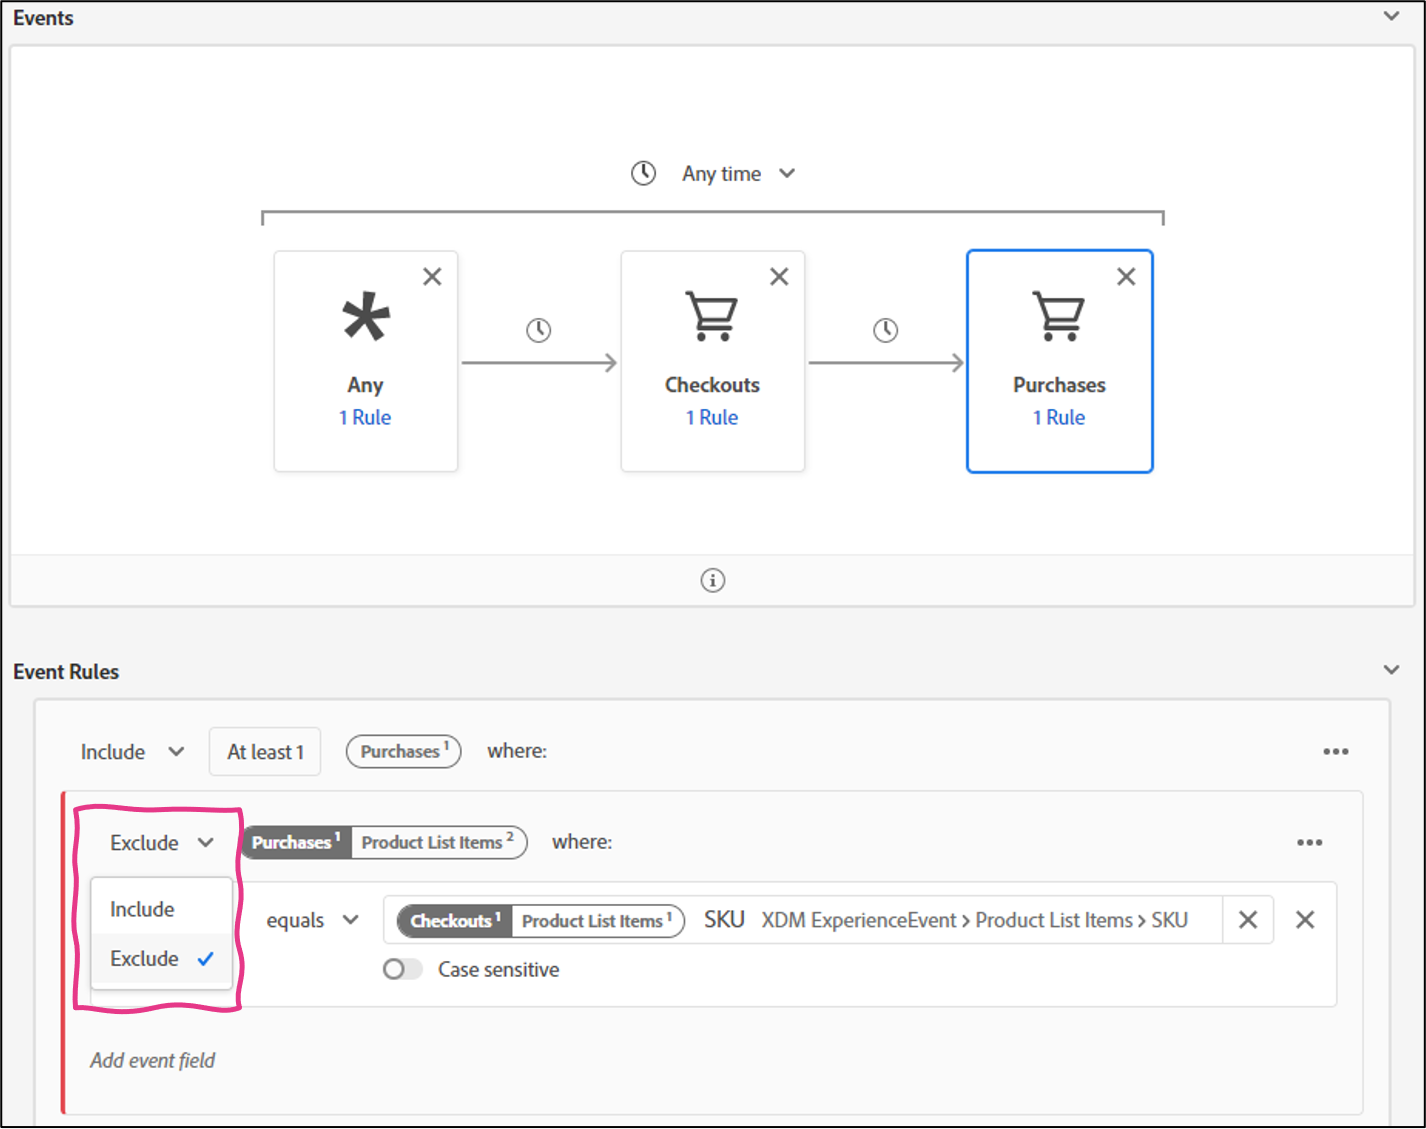 Events
Any time
Any
1 Rule
Checkouts
1 Rule
Purchases
1 Rule
Event Rules
Include At least 1 Purchases 1 where:
Exclude Purchases 1 Product List Items 2 where:
Include
Exclude
equals Checkouts 1 Product List Items 1 SKU XDM ExperienceEvent > Product List Items > SKU
Case sensitive
Add event field